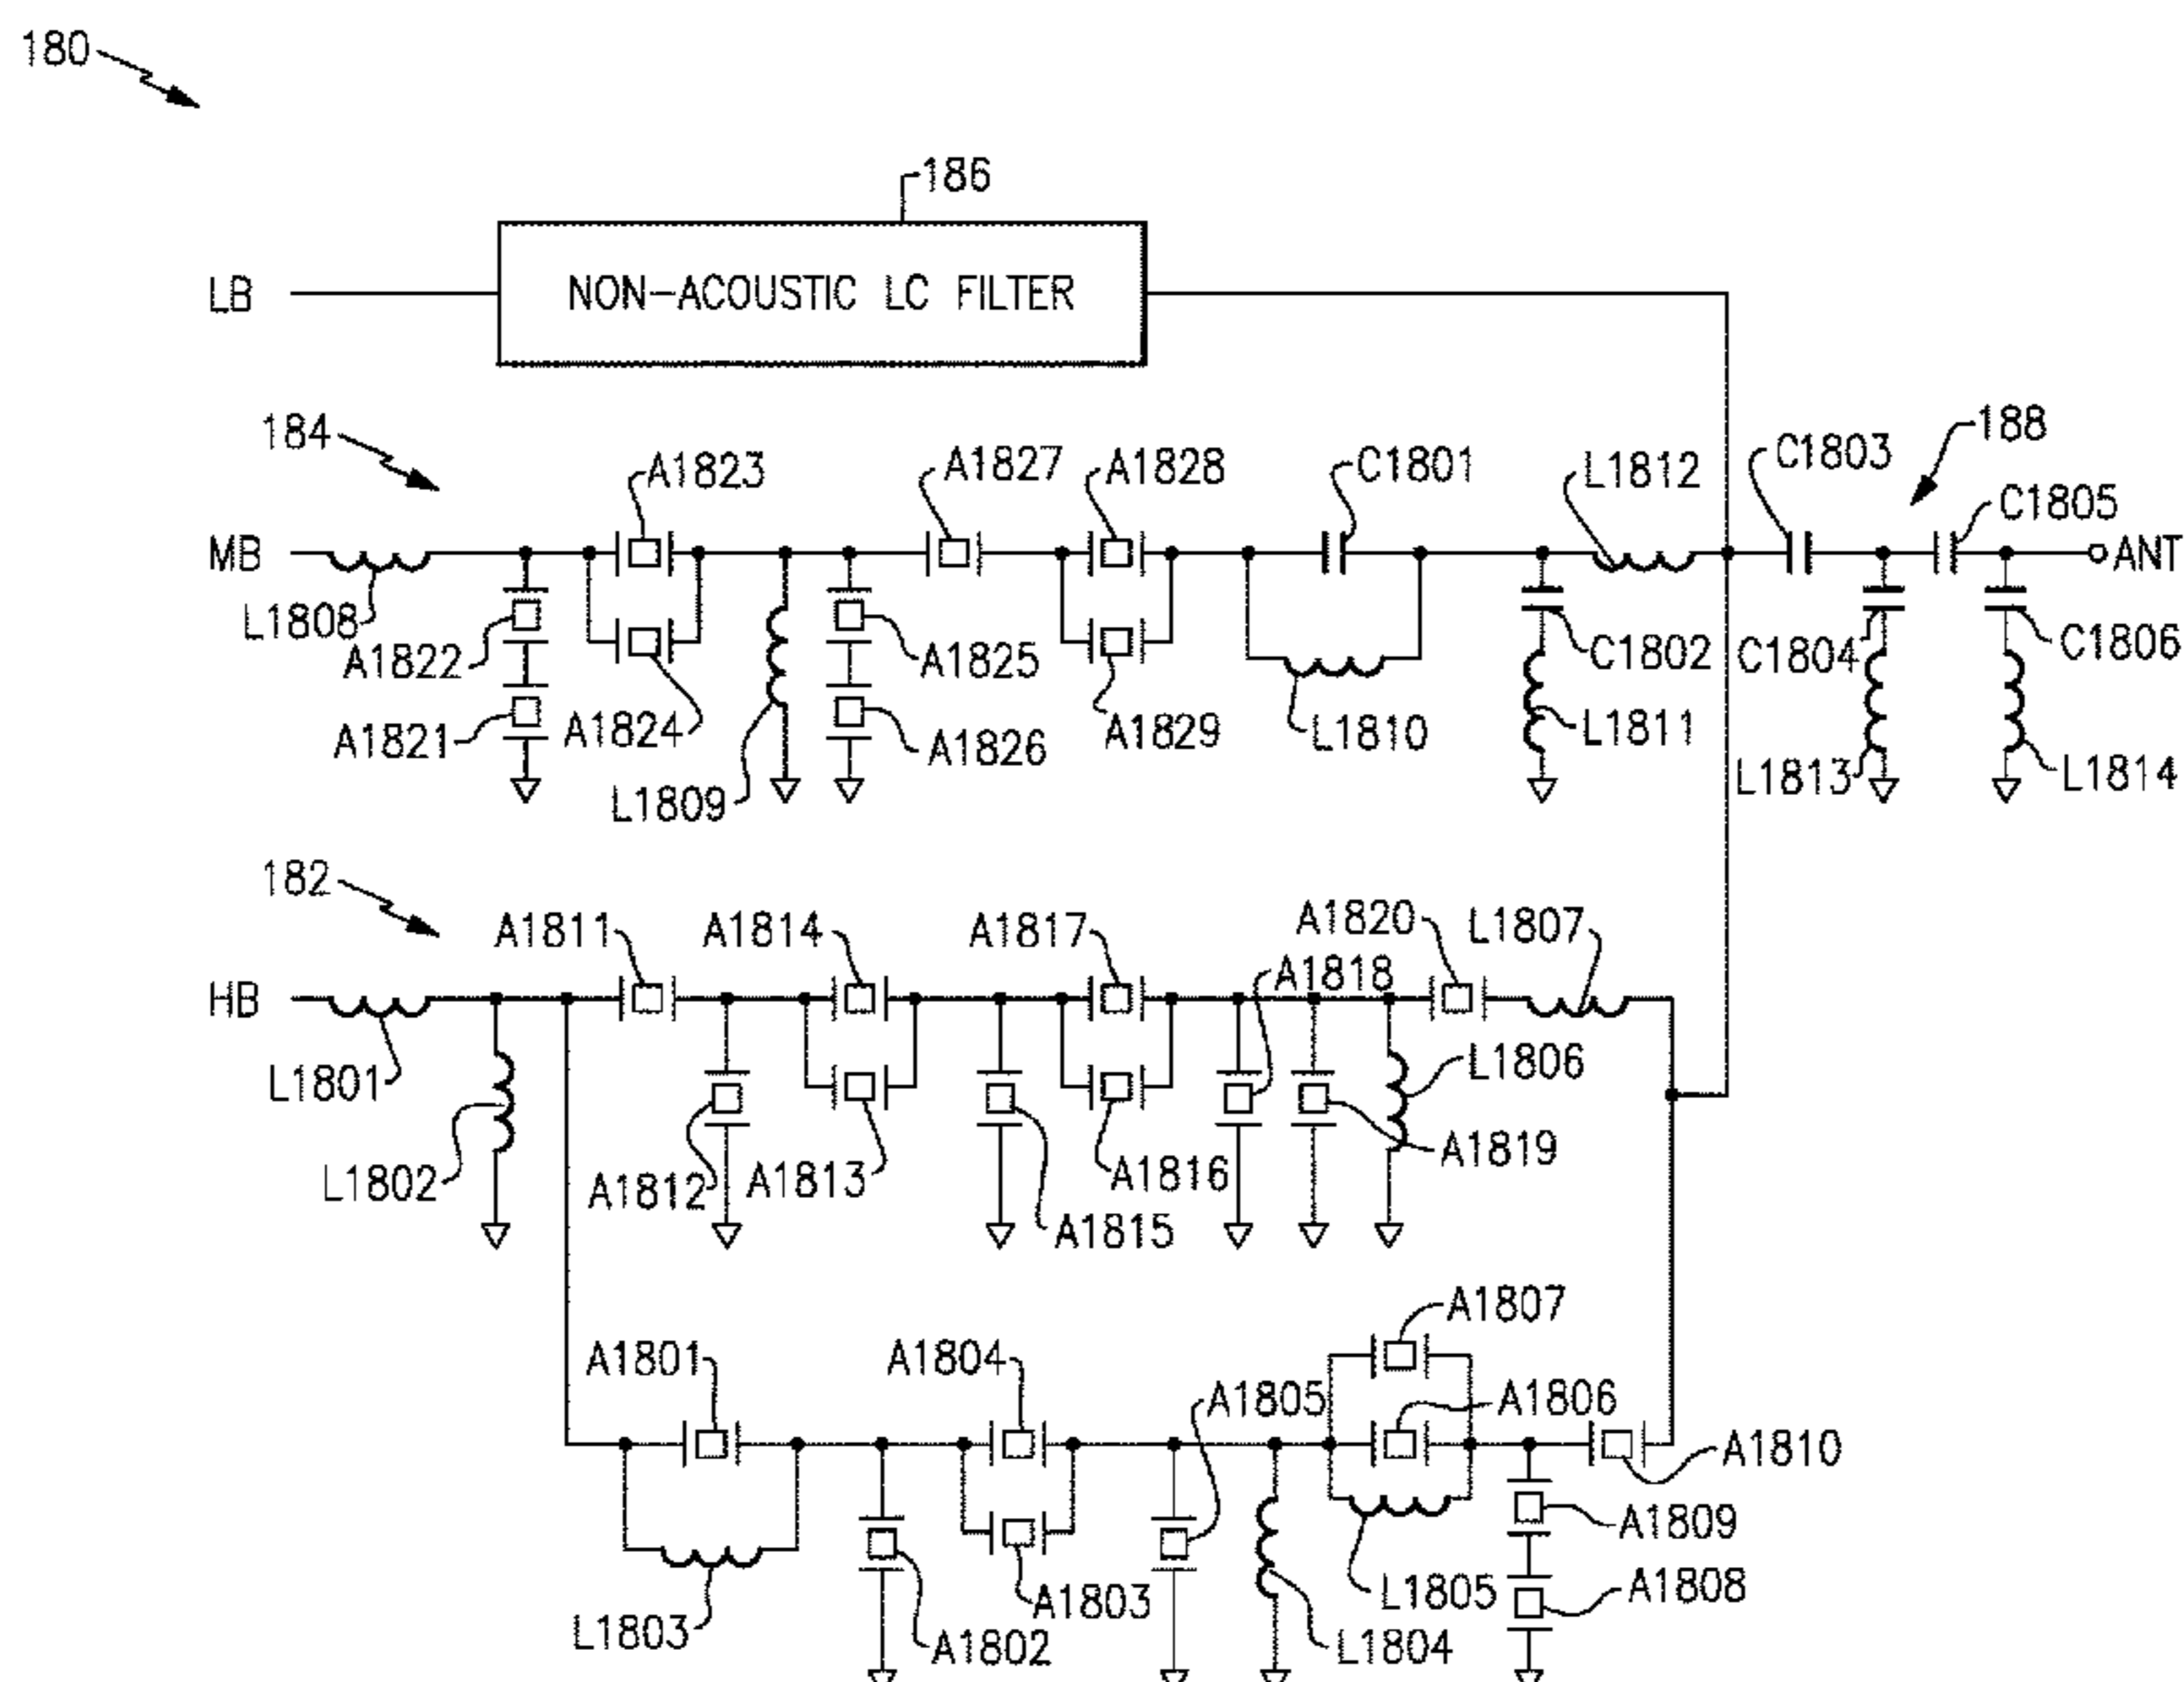 180
186
LB NON-ACOUSTIC LC FILTER
184 A1823 A1827 A1828 C1801 L1812 C1803 188 C1805
MB ANT
L1808 A1822 A1825 C1802 C1804 C1806
A1821 A1824 A1826 A1829 L1810 L1811 L1813 L1814
L1809
182
A1811 A1814 A1817 A1820 L1807
A1818
HB
L1801 L1806
L1802 A1812 A1813 A1816 A1819
A1815
A1807
A1801 A1804 A1805 A1806
A1810
A1809
L1803 A1802 A1803 L1804 L1805 A1808